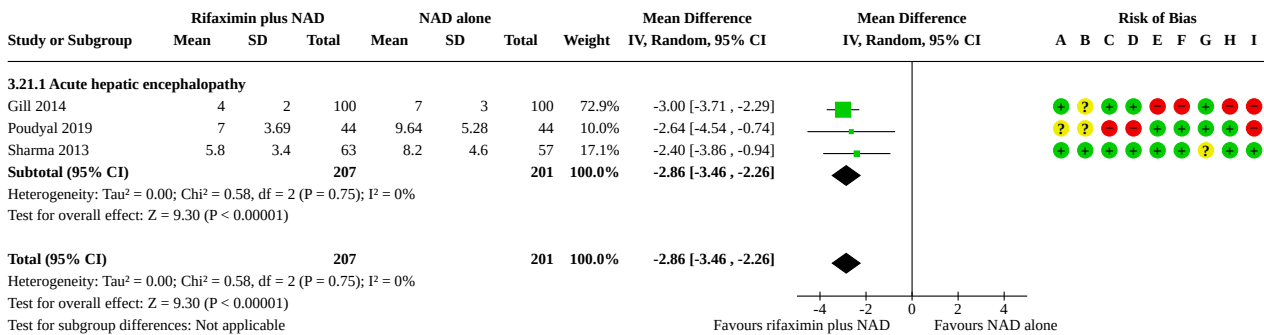 Rifaximin plus NAD NAD alone Mean Difference Mean Difference Risk of Bias
Study or Subgroup Mean SD Total Mean SD Total Weight IV, Random, 95% CI IV, Random, 95% CI A B C D E F G H I
3.21.1 Acute hepatic encephalopathy
Gill 2014 4 2 100 7 3 100 72.9% -3.00 [-3.71 , -2.29] + ? + + − − + − −
Poudyal 2019 7 3.69 44 9.64 5.28 44 10.0% -2.64 [-4.54 , -0.74] ? ? − − + + + + −
Sharma 2013 5.8 3.4 63 8.2 4.6 57 17.1% -2.40 [-3.86 , -0.94] + + + + + + ? + +
Subtotal (95% CI) 207 201 100.0% -2.86 [-3.46 , -2.26]
Heterogeneity: Tau² = 0.00; Chi² = 0.58, df = 2 (P = 0.75); I² = 0%
Test for overall effect: Z = 9.30 (P < 0.00001)
Total (95% CI) 207 201 100.0% -2.86 [-3.46 , -2.26]
Heterogeneity: Tau² = 0.00; Chi² = 0.58, df = 2 (P = 0.75); I² = 0%
Test for overall effect: Z = 9.30 (P < 0.00001)
-4 -2 0 2 4
Test for subgroup differences: Not applicable Favours rifaximin plus NAD Favours NAD alone